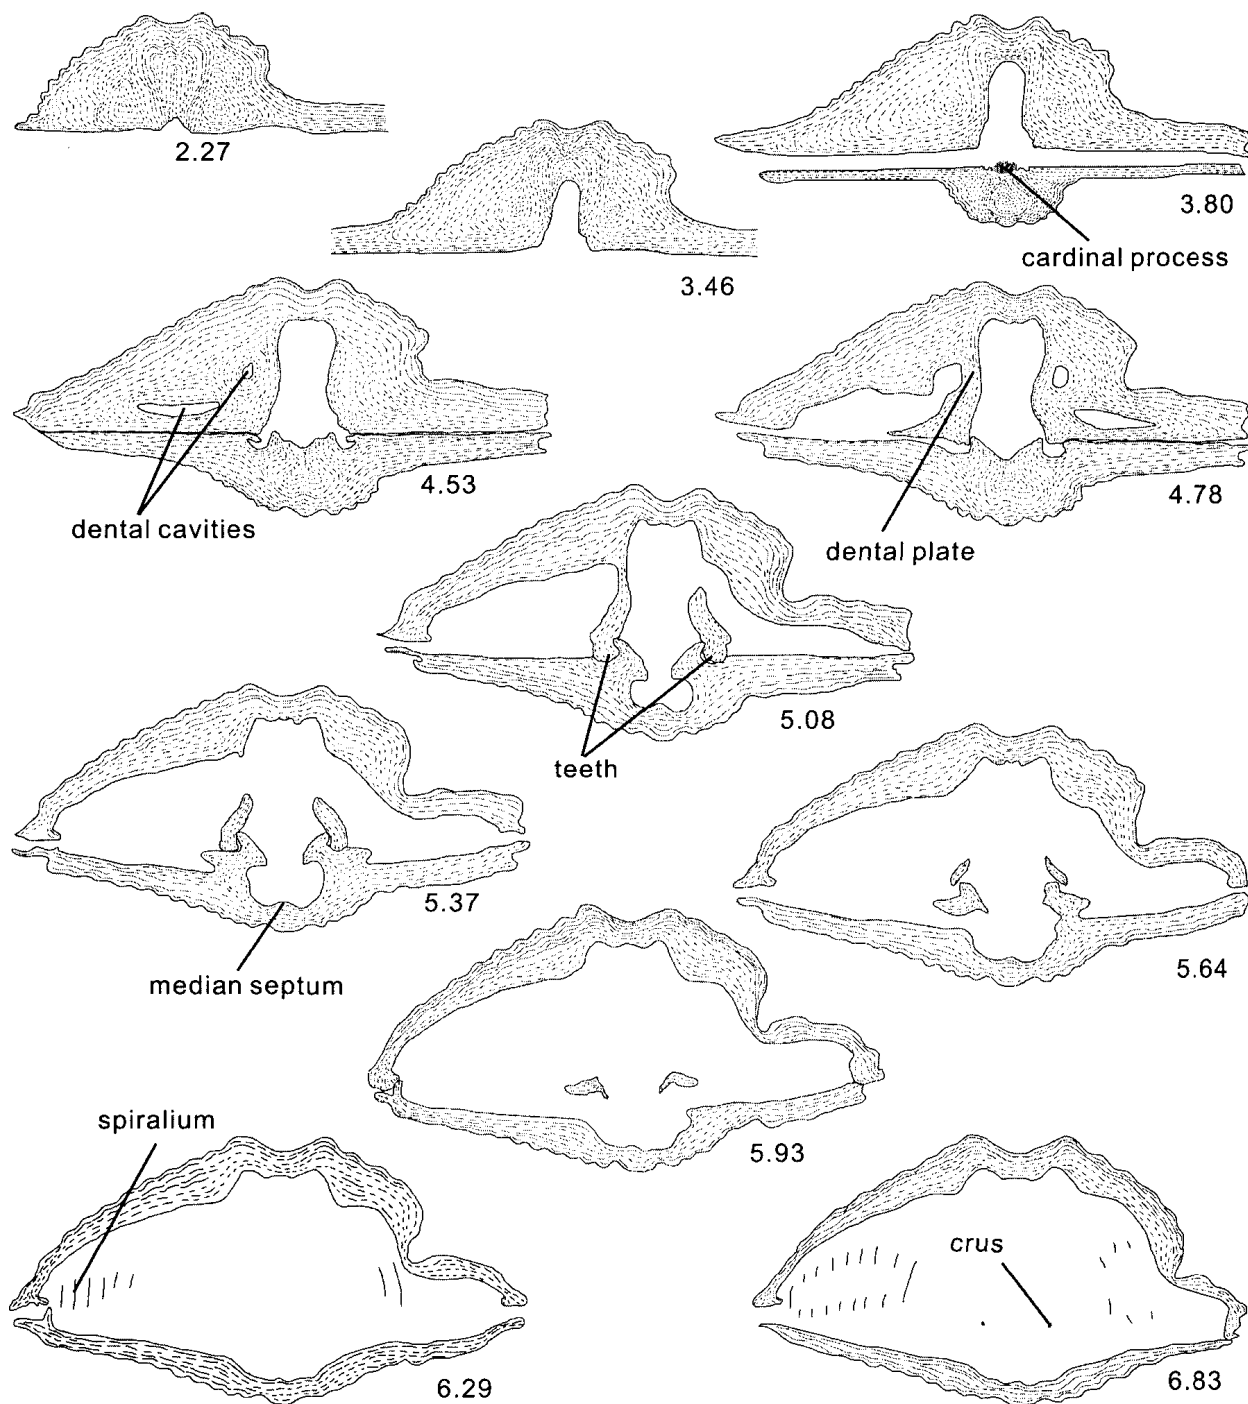 2.27
3.46
3.80
cardinal process
4.53
dental cavities
4.78
dental plate
5.08
teeth
5.37
median septum
5.64
5.93
spiralium
6.29
crus
6.83